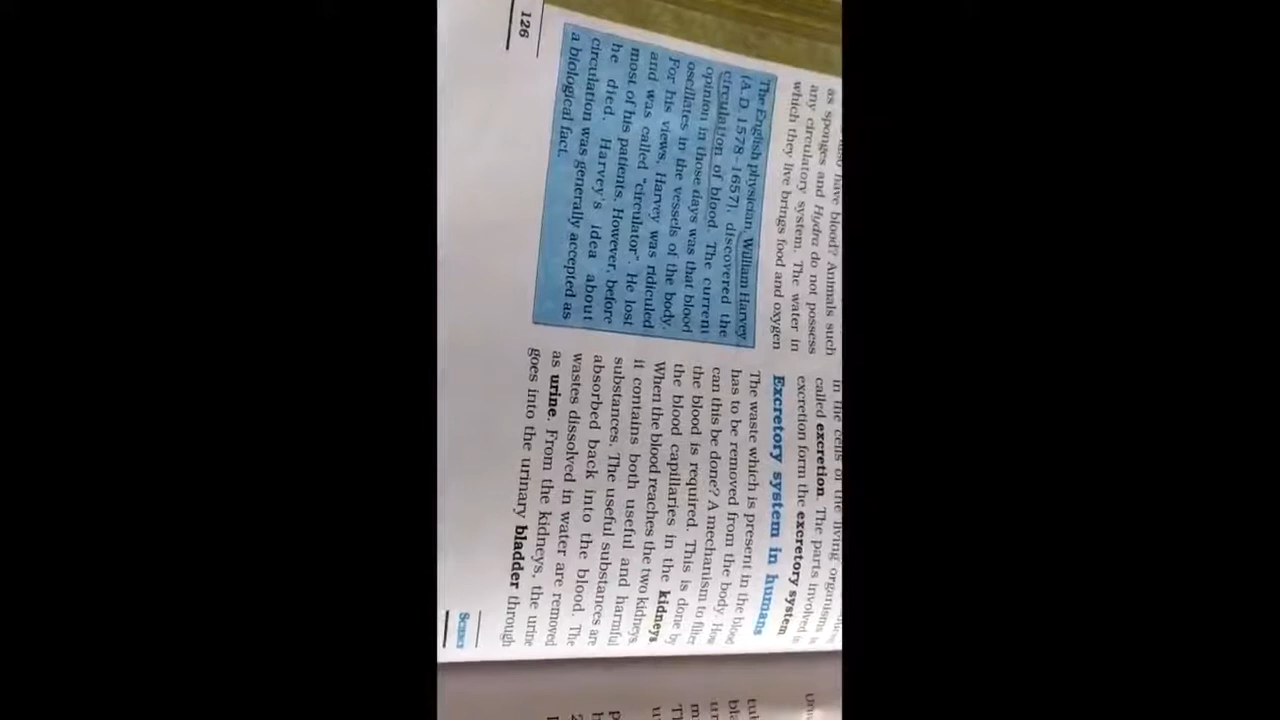 have blood? Animals such
as sponges and Hydra do not possess
any circulatory system. The water in
which they live brings food and oxygen
The English physician, William Harvey
(A.D. 1578–1657), discovered the
circulation of blood. The current
opinion in those days was that blood
oscillates in the vessels of the body.
For his views, Harvey was ridiculed
and was called "circulator". He lost
most of his patients. However, before
he died, Harvey's idea about
circulation was generally accepted as
a biological fact.
126
in the cells of the living organisms is
called excretion. The parts involved in
excretion form the excretory system.
Excretory system in humans
The waste which is present in the blood
has to be removed from the body. How
can this be done? A mechanism to filter
the blood is required. This is done by
the blood capillaries in the kidneys.
When the blood reaches the two kidneys,
it contains both useful and harmful
substances. The useful substances are
absorbed back into the blood. The
wastes dissolved in water are removed
as urine. From the kidneys, the urine
goes into the urinary bladder through
SCIENCE